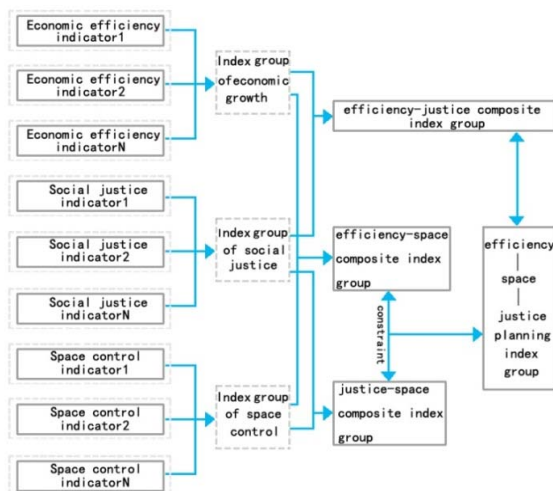 Economic efficiency
indicator1
Economic efficiency
indicator2
Economic efficiency
indicatorN
Social justice
indicator1
Social justice
indicator2
Social justice
indicatorN
Space control
indicator1
Space control
indicator2
Space control
indicatorN
Index group
ofeconomic
growth
Index group
of social
justice
Index group
of space
control
efficiency-justice composite
index group
efficiency-space
composite index
group
constraint
justice-space
composite index
group
efficiency
|
space
|
justice
planning
index
group